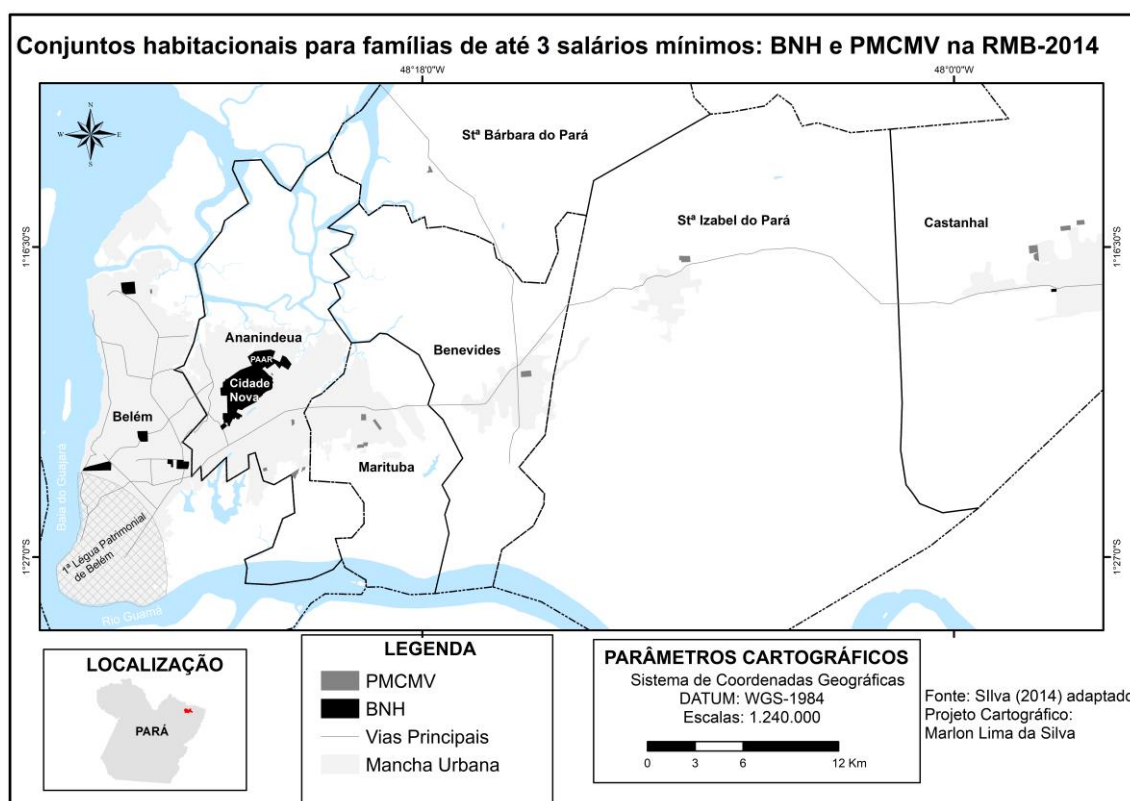 Conjuntos habitacionais para famílias de até 3 salários mínimos: BNH e PMCMV na RMB-2014
48°18'0"W
48°0'0"W
N
W
E
S
Stª Bárbara do Pará
Stª Izabel do Pará
Castanhal
1°16'30"S
1°16'30"S
Ananindeua
PAAR
Cidade
Nova
Benevides
Belém
Marituba
Baia do Guajará
1ª Légua Patrimonial
de Belém
1°27'0"S
1°27'0"S
Rio Guamá
LOCALIZAÇÃO
PARÁ
LEGENDA
PMCMV
BNH
Vias Principais
Mancha Urbana
PARÂMETROS CARTOGRÁFICOS
Sistema de Coordenadas Geográficas
DATUM: WGS-1984
Escalas: 1.240.000
0 3 6 12 Km
Fonte: SIlva (2014) adaptado
Projeto Cartográfico:
Marlon Lima da Silva